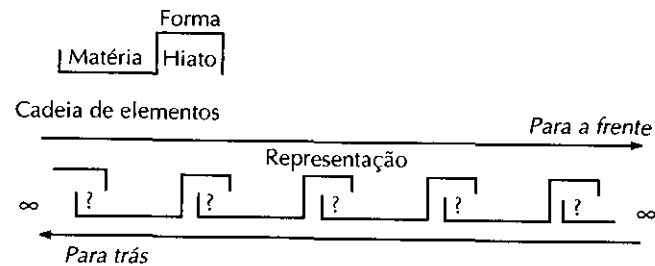 Forma
Matéria Hiato
Cadeia de elementos
Para a frente
Representação
∞ ? ? ? ? ? ∞
Para trás